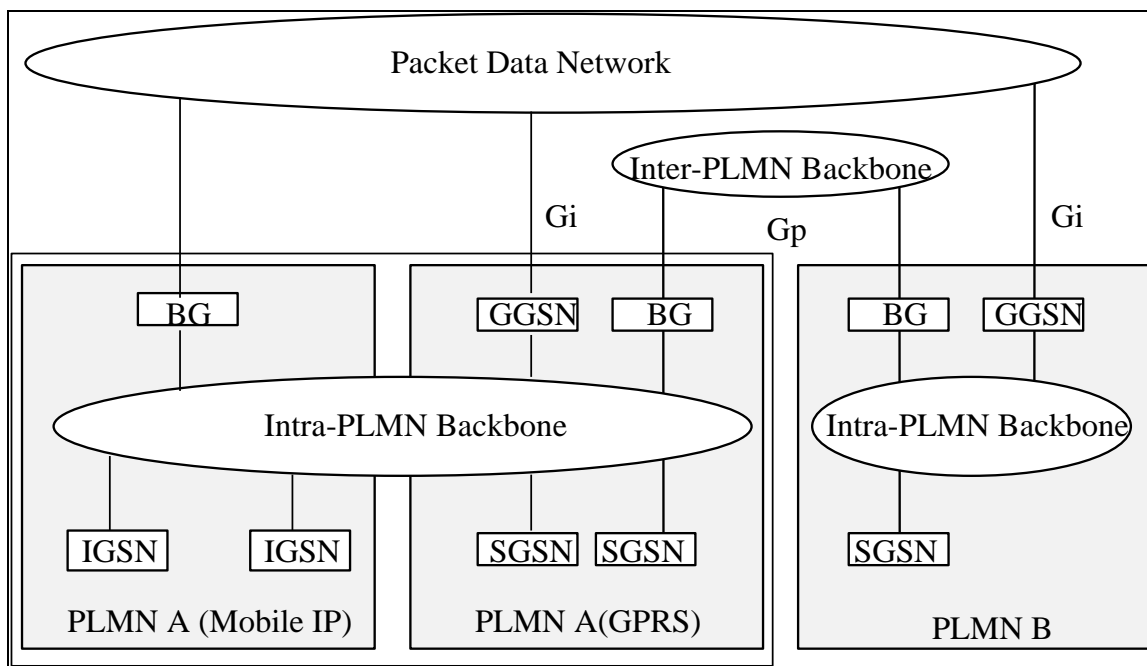 Packet Data Network
Inter-PLMN Backbone
Gi
Gp
Gi
BG
GGSN
BG
BG
GGSN
Intra-PLMN Backbone
Intra-PLMN Backbone
IGSN
IGSN
SGSN
SGSN
SGSN
PLMN A (Mobile IP)
PLMN A(GPRS)
PLMN B